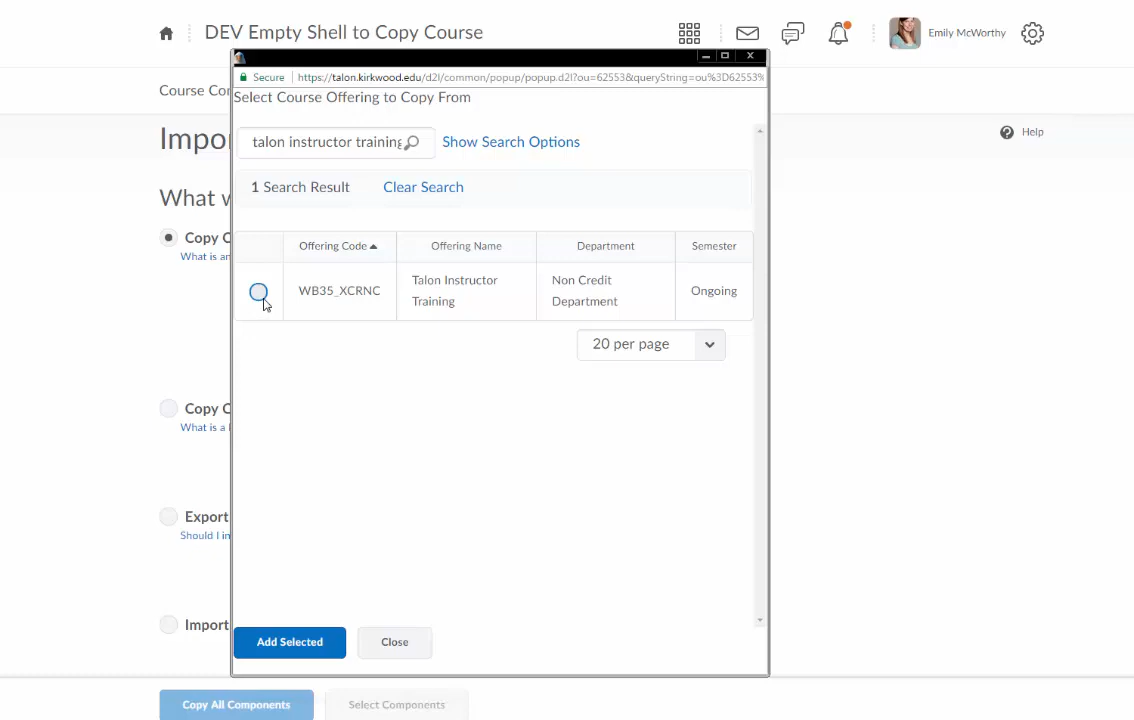 DEV Empty Shell to Copy Course
Emily McWorthy
Secure
https://talon.kirkwood.edu/d2l/common/popup/popup.d2l?ou=62553&queryString=ou%3D62553%
Course Co
Select Course Offering to Copy From
Impo
Help
talon instructor training
Show Search Options
1 Search Result
Clear Search
What w
Copy C
What is an
Offering Code
Offering Name
Department
Semester
WB35_XCRNC
Talon Instructor
Training
Non Credit
Department
Ongoing
20 per page
Copy C
What is a
Export
Should I in
Import
Add Selected
Close
Copy All Components
Select Components